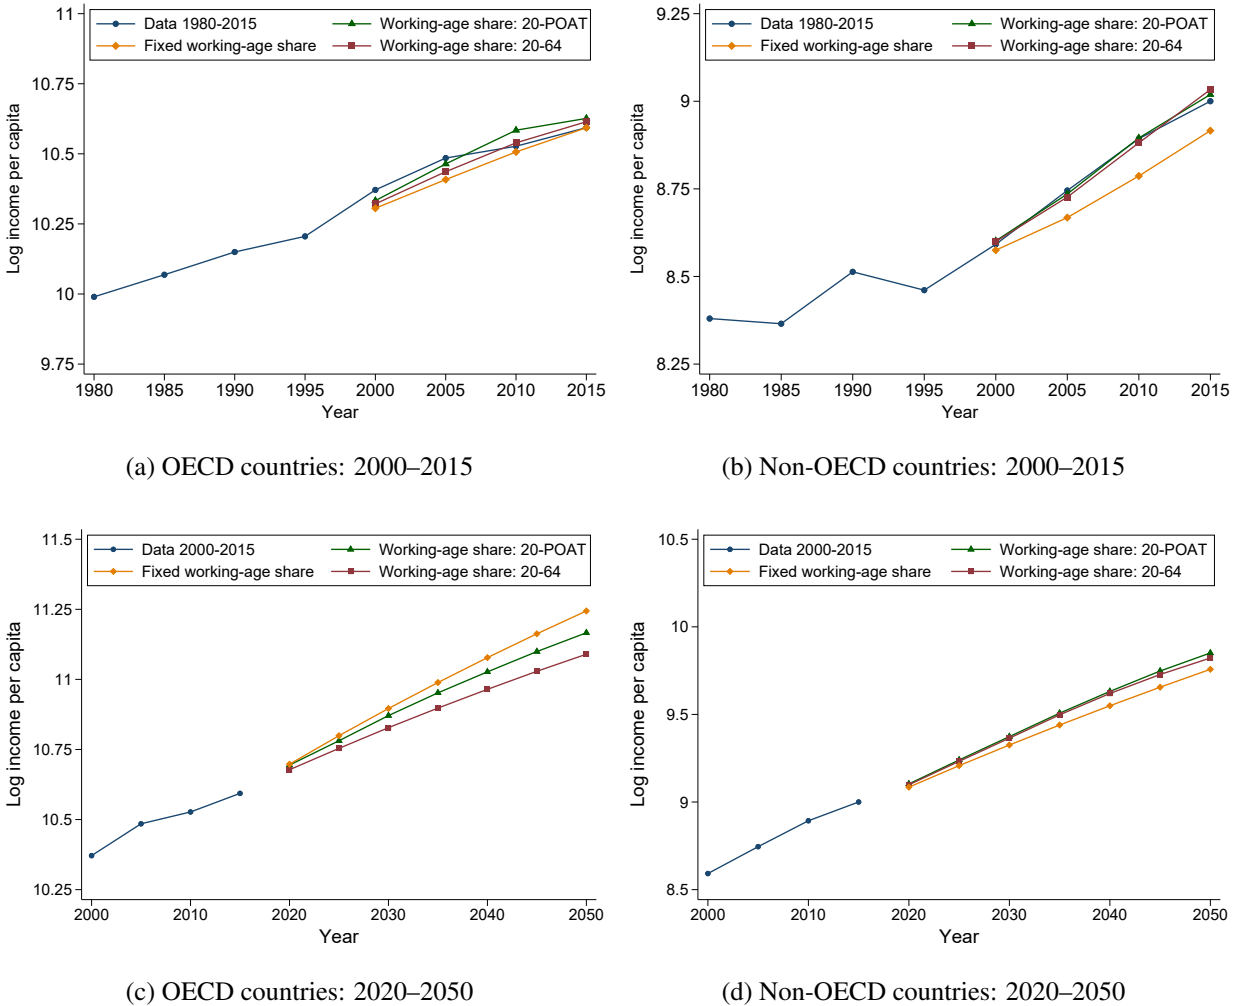 Data 1980-2015
Working-age share: 20-POAT
Fixed working-age share
Working-age share: 20-64
11
10.75
10.5
10.25
10
9.75
Log income per capita
1980 1985 1990 1995 2000 2005 2010 2015
Year
(a) OECD countries: 2000–2015
Data 1980-2015
Working-age share: 20-POAT
Fixed working-age share
Working-age share: 20-64
9.25
9
8.75
8.5
8.25
Log income per capita
1980 1985 1990 1995 2000 2005 2010 2015
Year
(b) Non-OECD countries: 2000–2015
Data 2000-2015
Working-age share: 20-POAT
Fixed working-age share
Working-age share: 20-64
11.5
11.25
11
10.75
10.5
10.25
Log income per capita
2000 2010 2020 2030 2040 2050
Year
(c) OECD countries: 2020–2050
Data 2000-2015
Working-age share: 20-POAT
Fixed working-age share
Working-age share: 20-64
10.5
10
9.5
9
8.5
Log income per capita
2000 2010 2020 2030 2040 2050
Year
(d) Non-OECD countries: 2020–2050